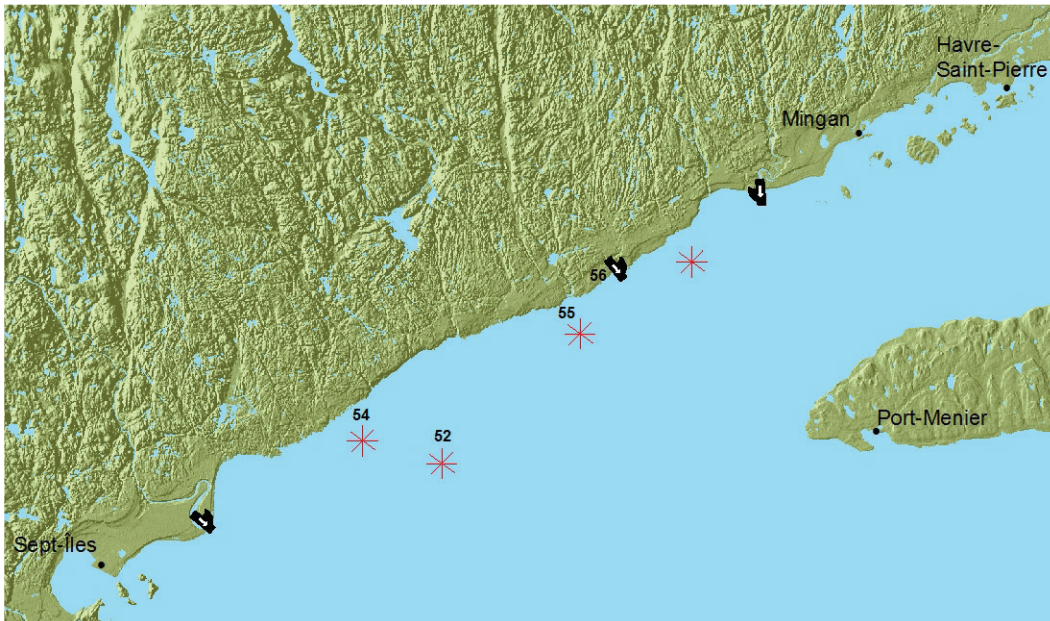 Havre-
Saint-Pierre
Mingan
56
55
54
52
Port-Menier
Sept-Îles